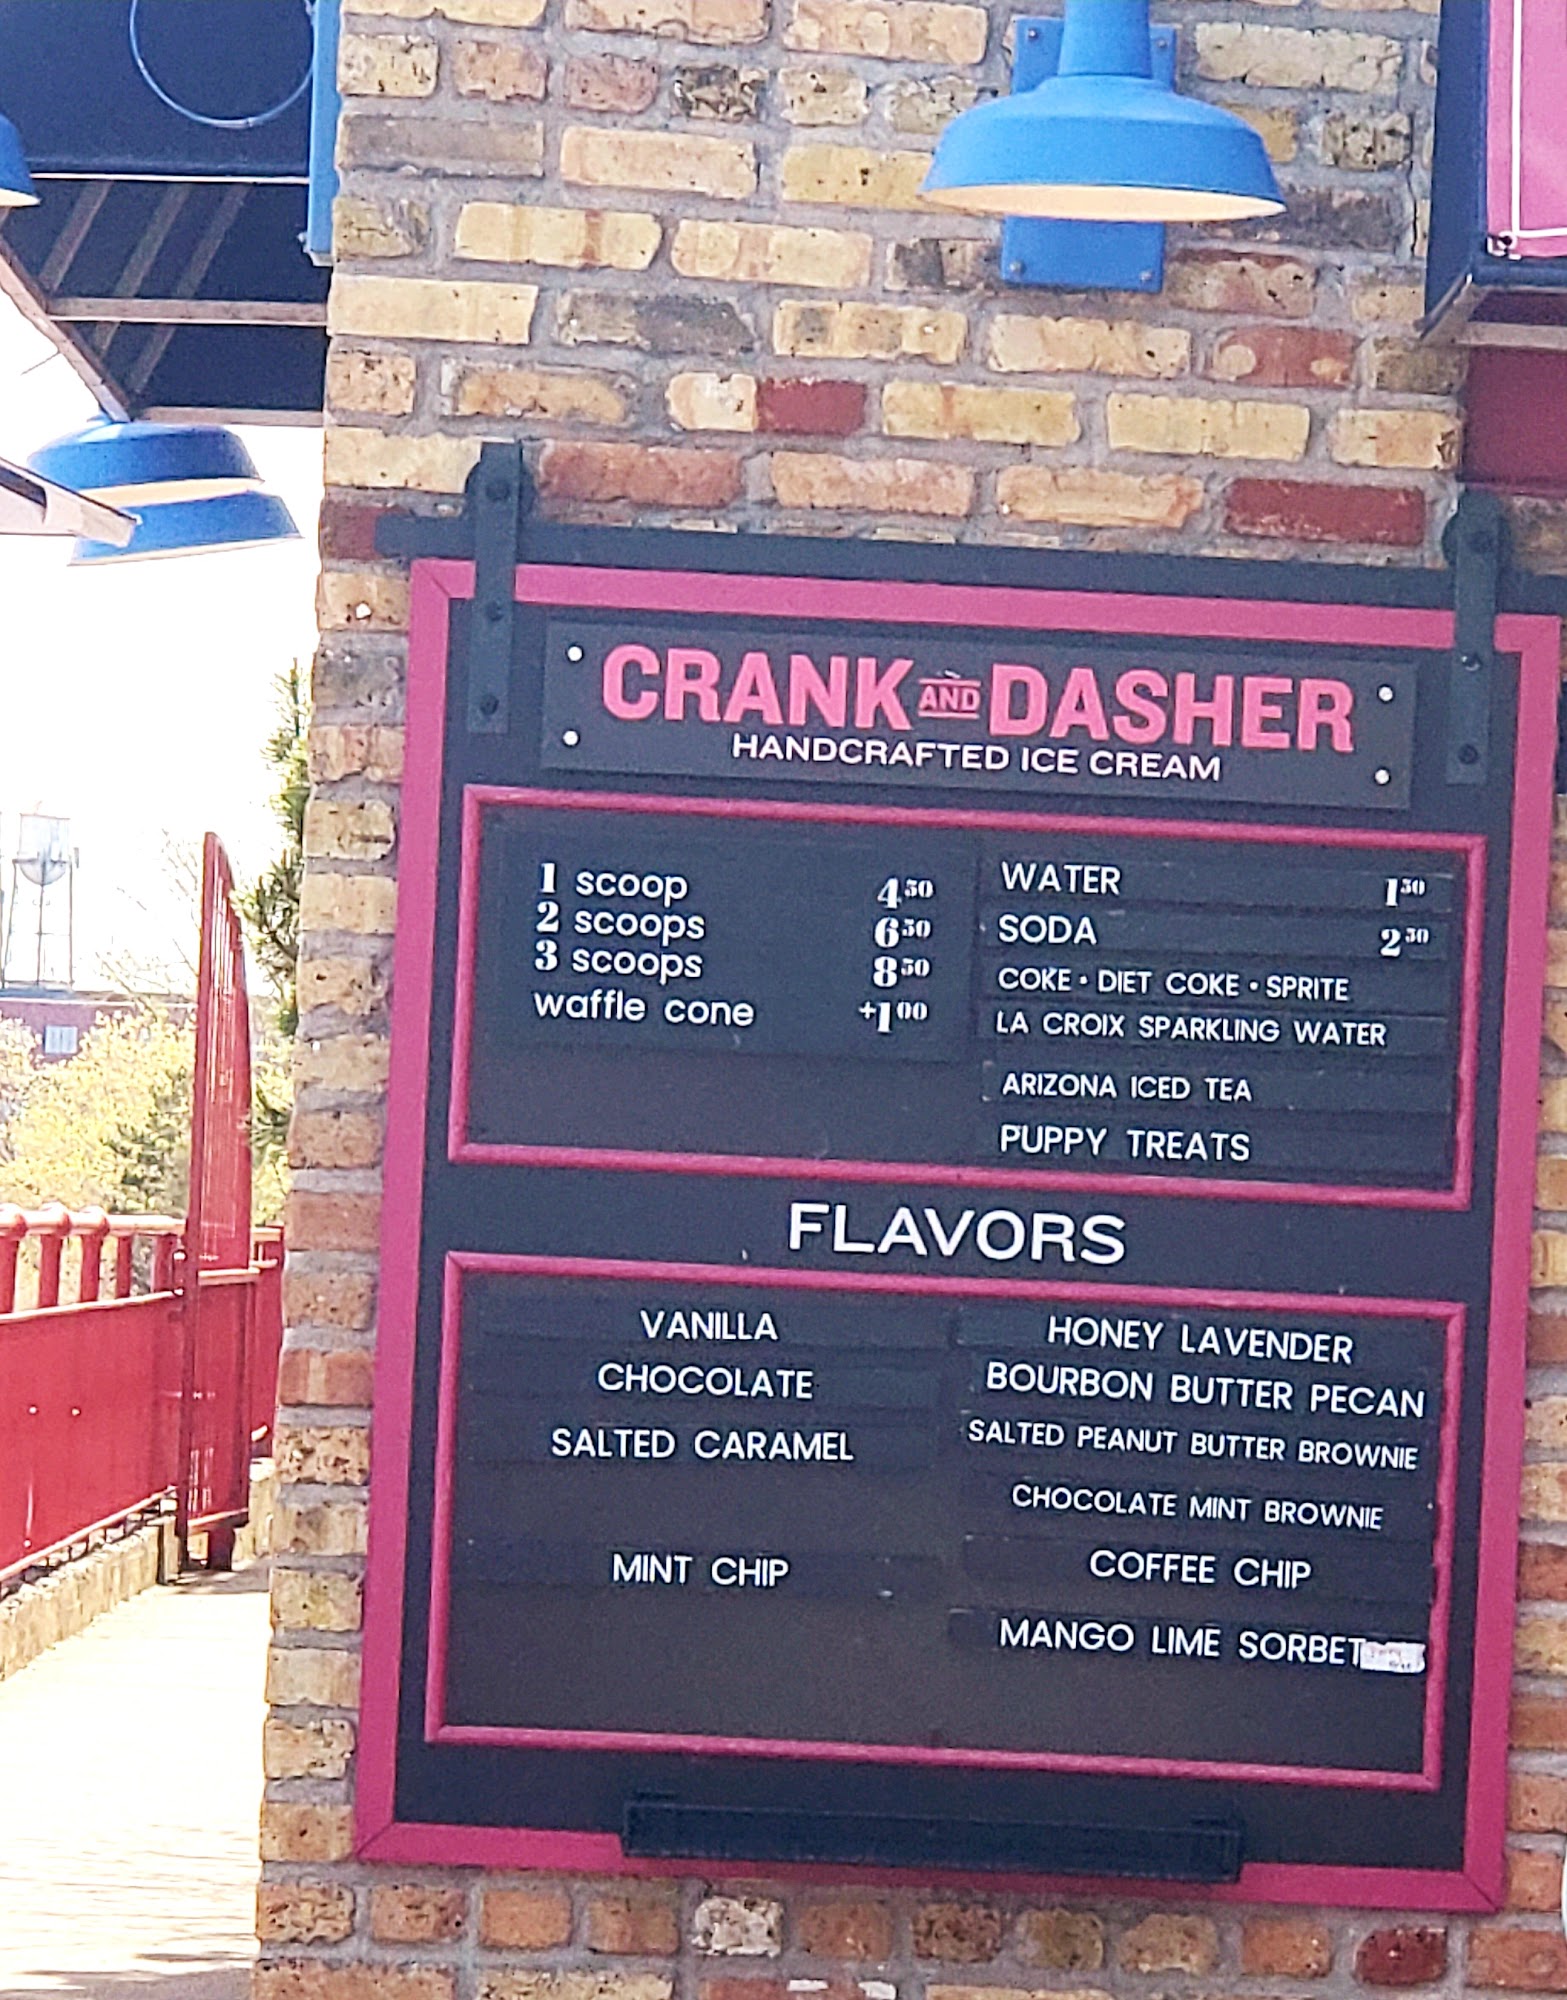 CRANK AND DASHER
HANDCRAFTED ICE CREAM
1 scoop 4.50
2 scoops 6.50
3 scoops 8.50
waffle cone +1.00
WATER 1.50
SODA 2.50
COKE • DIET COKE • SPRITE
LA CROIX SPARKLING WATER
ARIZONA ICED TEA
PUPPY TREATS
FLAVORS
VANILLA
CHOCOLATE
SALTED CARAMEL
MINT CHIP
HONEY LAVENDER
BOURBON BUTTER PECAN
SALTED PEANUT BUTTER BROWNIE
CHOCOLATE MINT BROWNIE
COFFEE CHIP
MANGO LIME SORBET